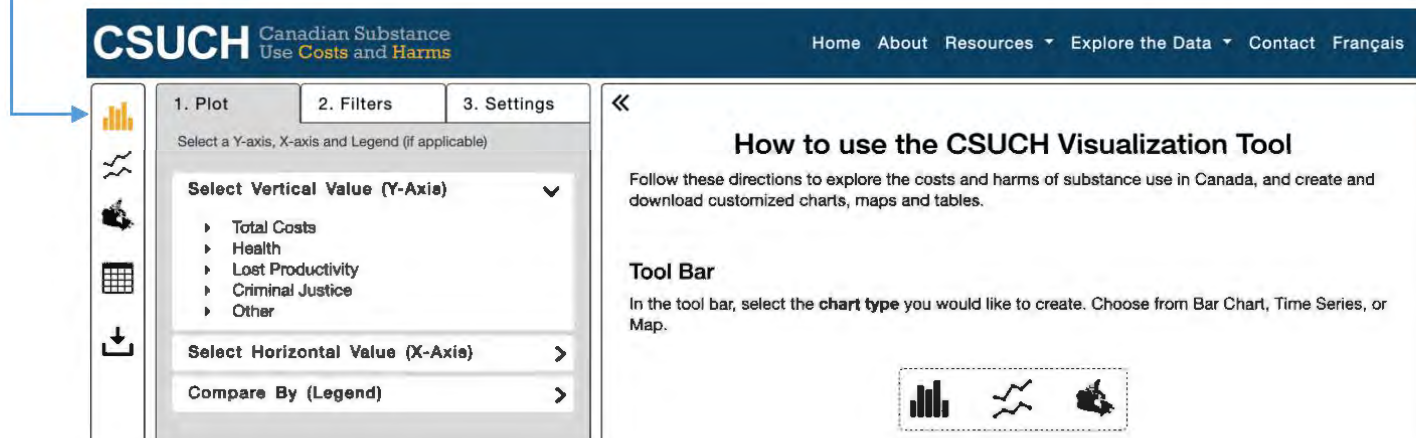 CSUCH Canadian Substance
Use Costs and Harms
Home About Resources Explore the Data Contact Français
1. Plot 2. Filters 3. Settings
Select a Y-axis, X-axis and Legend (if applicable)
Select Vertical Value (Y-Axis)
Total Costs
Health
Lost Productivity
Criminal Justice
Other
Select Horizontal Value (X-Axis)
Compare By (Legend)
How to use the CSUCH Visualization Tool
Follow these directions to explore the costs and harms of substance use in Canada, and create and
download customized charts, maps and tables.
Tool Bar
In the tool bar, select the chart type you would like to create. Choose from Bar Chart, Time Series, or
Map.